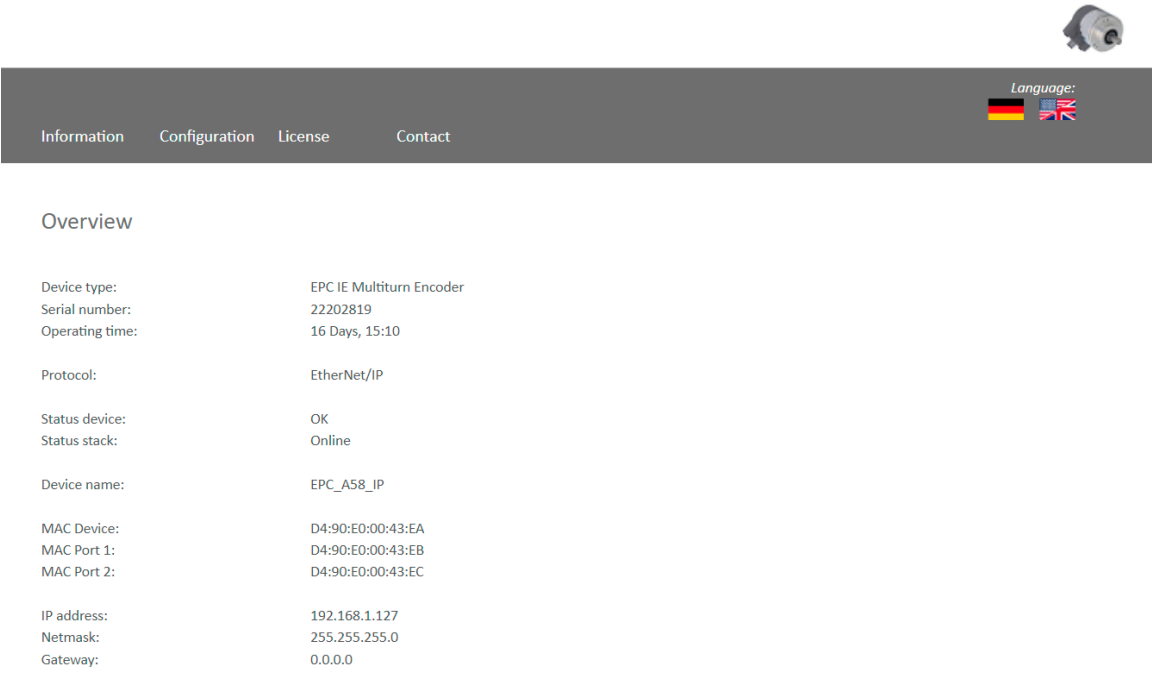 Language:
Information Configuration License Contact
Overview
Device type: EPC IE Multiturn Encoder
Serial number: 22202819
Operating time: 16 Days, 15:10
Protocol: EtherNet/IP
Status device: OK
Status stack: Online
Device name: EPC_A58_IP
MAC Device: D4:90:E0:00:43:EA
MAC Port 1: D4:90:E0:00:43:EB
MAC Port 2: D4:90:E0:00:43:EC
IP address: 192.168.1.127
Netmask: 255.255.255.0
Gateway: 0.0.0.0